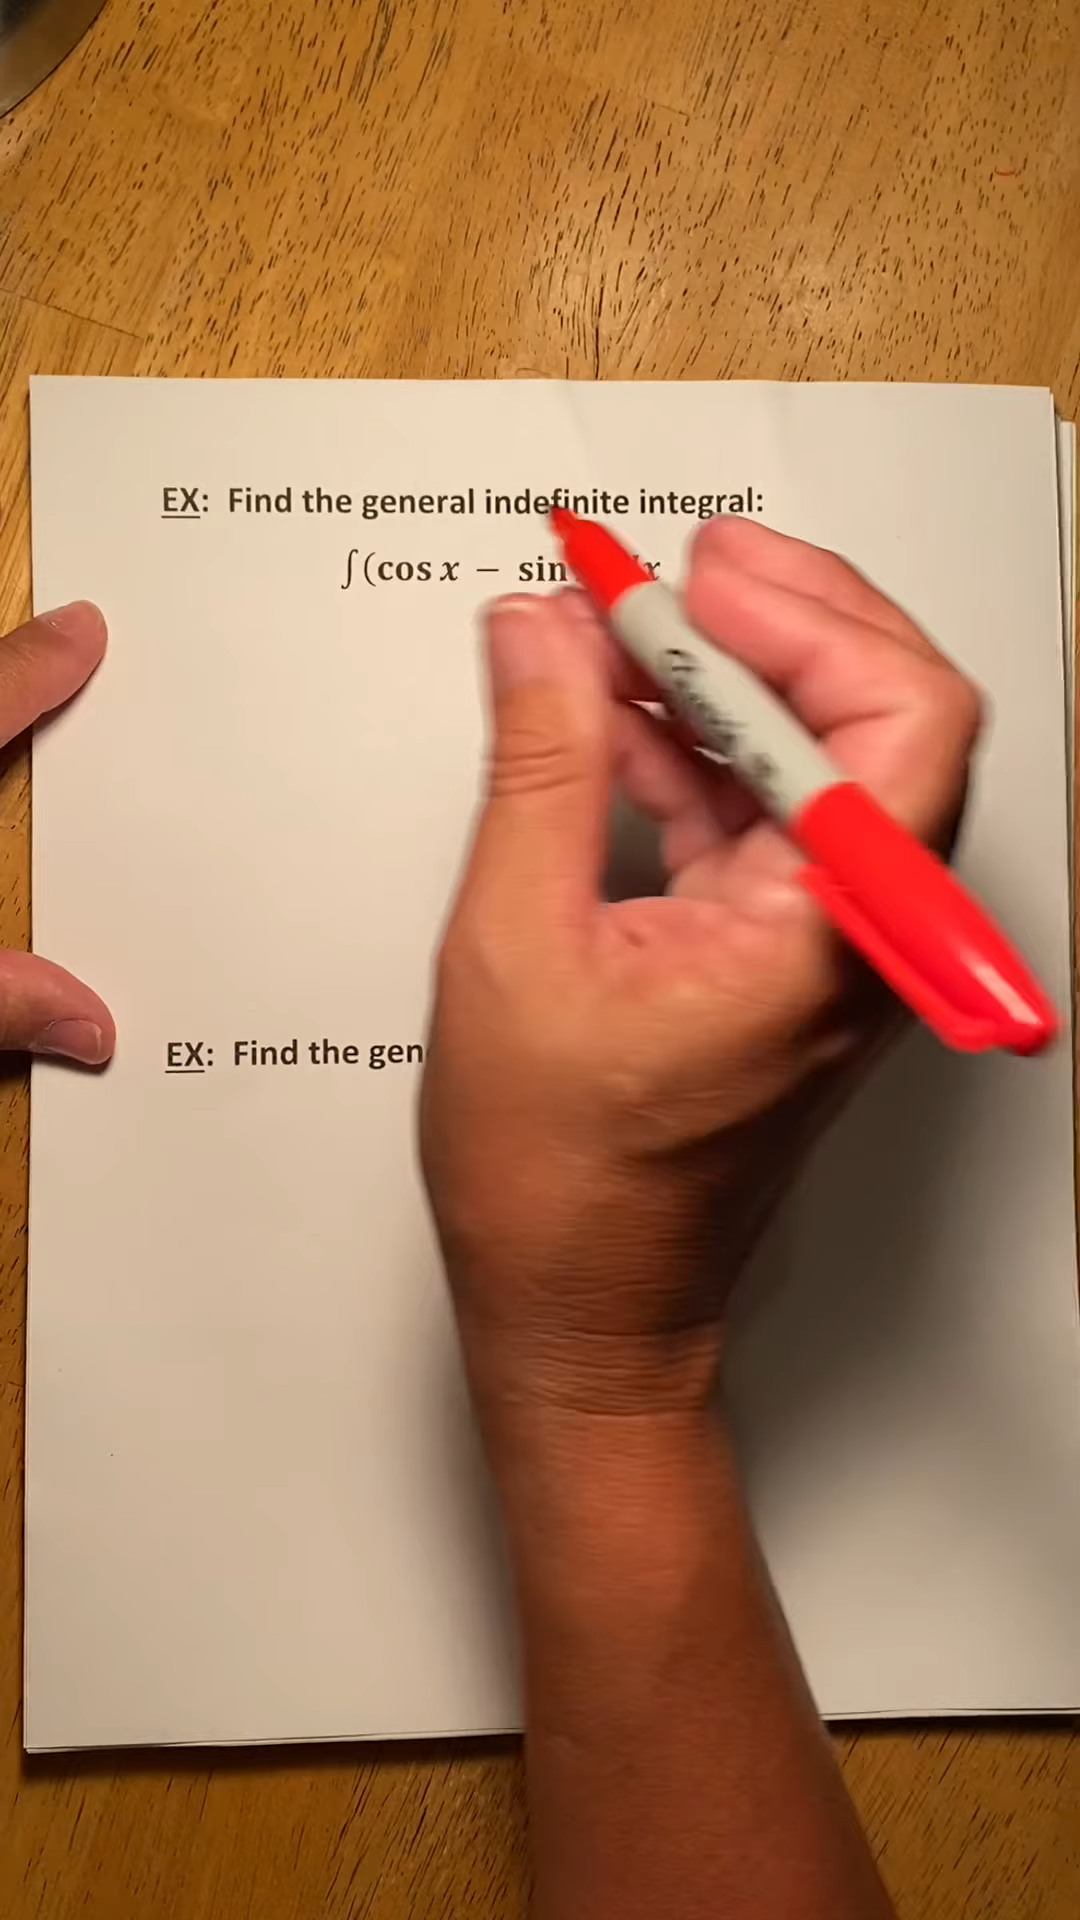 EX: Find the general indefinite integral:
∫(cos x − sin
EX: Find the gen